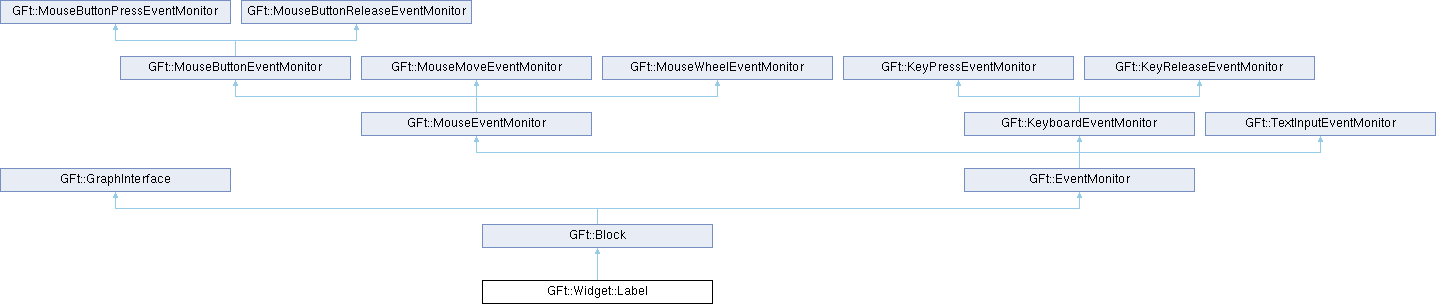 GFt::MouseButtonPressEventMonitor
GFt::MouseButtonReleaseEventMonitor
GFt::MouseButtonEventMonitor
GFt::MouseMoveEventMonitor
GFt::MouseWheelEventMonitor
GFt::KeyPressEventMonitor
GFt::KeyReleaseEventMonitor
GFt::MouseEventMonitor
GFt::KeyboardEventMonitor
GFt::TextInputEventMonitor
GFt::GraphInterface
GFt::EventMonitor
GFt::Block
GFt::Widget::Label